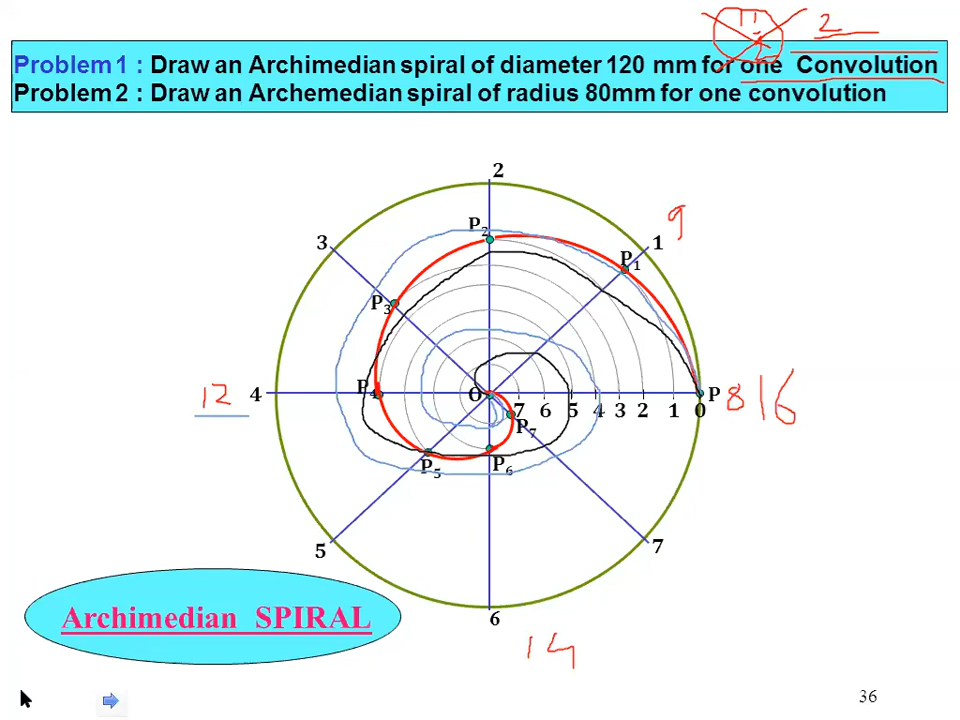 2
Problem 1 : Draw an Archimedian spiral of diameter 120 mm for one Convolution
Problem 2 : Draw an Archemedian spiral of radius 80mm for one convolution
2
P2
9
3
1
P1
P3
12
4
P4
O
7 6 5 4 3 2 1 0
P
8 16
P7
P5
P6
5
7
6
Archimedian SPIRAL
14
36